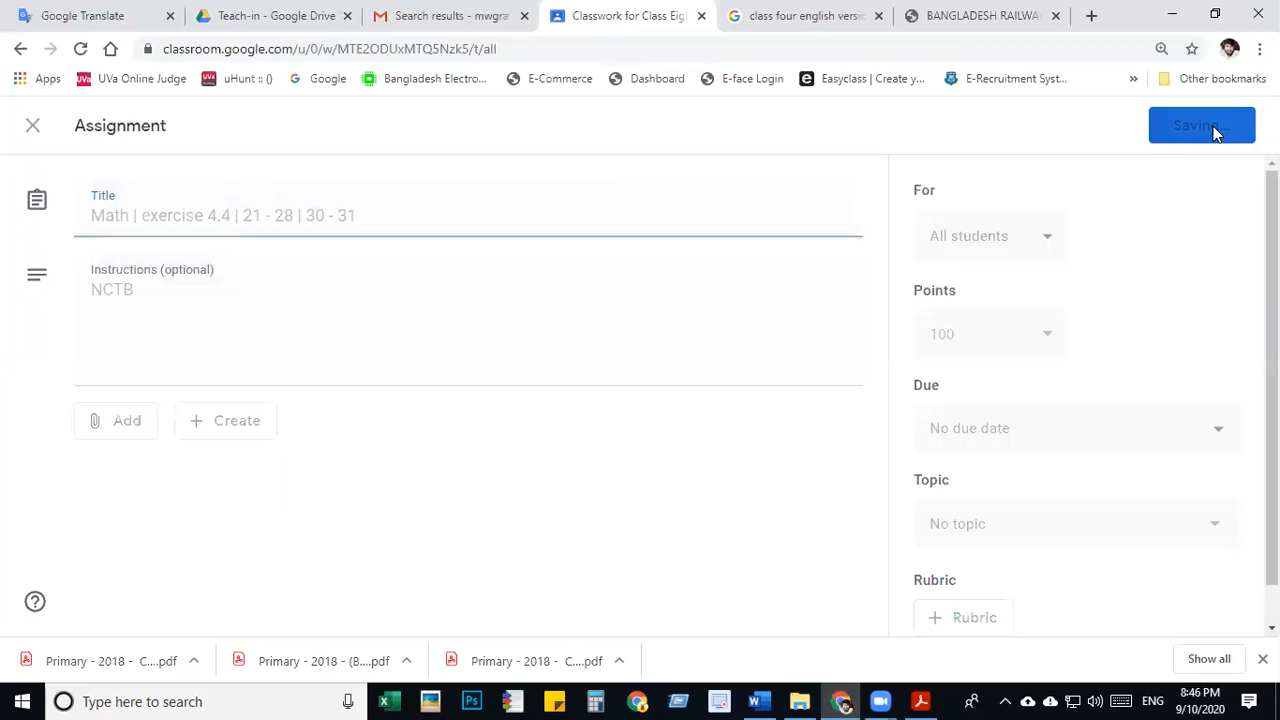 Google Translate
Teach-in - Google Drive
Search results - mwgra
Classwork for Class Eigh
class four english versio
BANGLADESH RAILWA
classroom.google.com/u/0/w/MTE2ODUxMTQ5Nzk5/t/all
Apps
UVa Online Judge
uHunt :: ()
Google
Bangladesh Electro...
E-Commerce
Dashboard
E-face Login
Easyclass | Create y...
E-Recruitment Syst...
»
Other bookmarks
Assignment
Saving...
Title
Math | exercise 4.4 | 21 - 28 | 30 - 31
Instructions (optional)
NCTB
Add
Create
For
All students
Points
100
Due
No due date
Topic
No topic
Rubric
Rubric
Primary - 2018 - C....pdf
Primary - 2018 - (B....pdf
Primary - 2018 - C....pdf
Show all
Type here to search
ENG
8:46 PM
9/10/2020